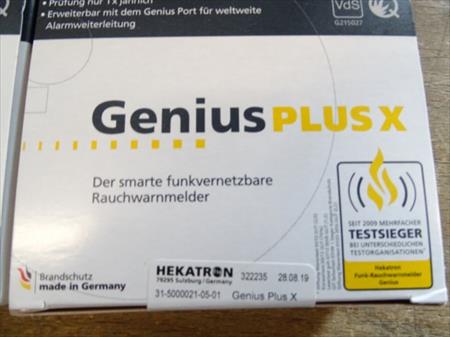 • Prüfung nur 1x jährlich
• Erweiterbar mit dem Genius Port für weltweite
Alarmweiterleitung
VdS
G215027
Q
Genius PLUS X
Der smarte funkvernetzbare
Rauchwarnmelder
SEIT 2009 MEHRFACHER
TESTSIEGER
BEI UNTERSCHIEDLICHEN
TESTORGANISATIONEN
Hekatron
Funk-Rauchwarnmelder
Genius
Brandschutz
made in Germany
HEKATRON
79295 Sulzburg / Germany
322235 28.08.19
31-5000021-05-01 Genius Plus X